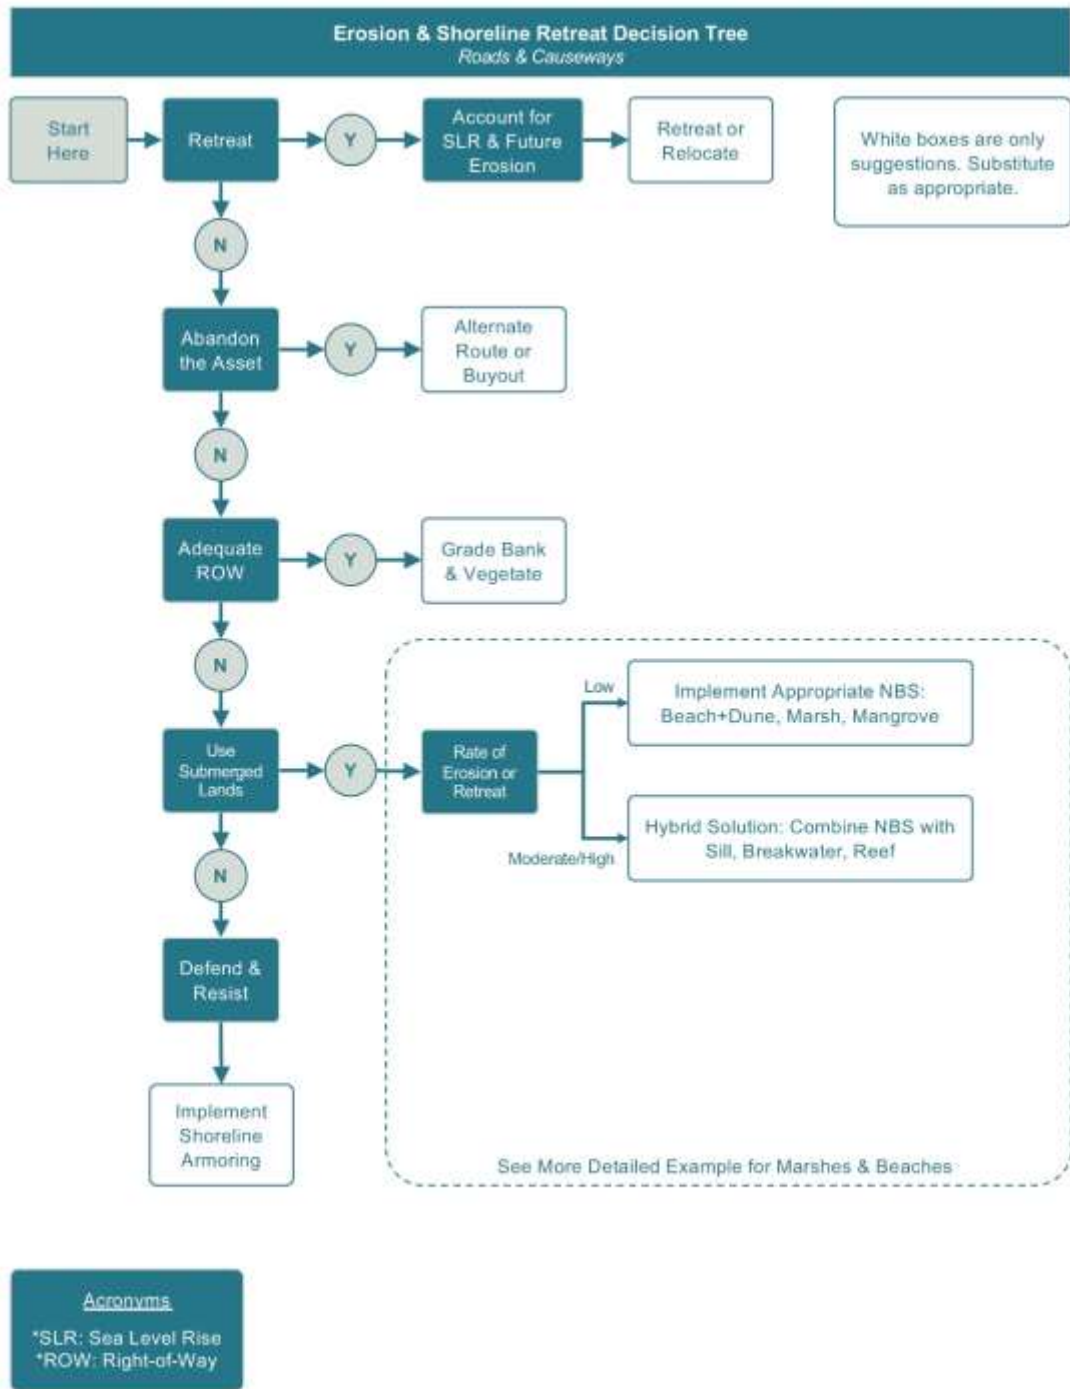 Erosion & Shoreline Retreat Decision Tree
Roads & Causeways
Start
Here
Retreat
Y
Account for
SLR & Future
Erosion
Retreat or
Relocate
White boxes are only
suggestions. Substitute
as appropriate.
N
Abandon
the Asset
Y
Alternate
Route or
Buyout
N
Adequate
ROW
Y
Grade Bank
& Vegetate
N
Use
Submerged
Lands
Y
Rate of
Erosion or
Retreat
Low
Implement Appropriate NBS:
Beach+Dune, Marsh, Mangrove
Moderate/High
Hybrid Solution: Combine NBS with
Sill, Breakwater, Reef
N
Defend &
Resist
Implement
Shoreline
Armoring
See More Detailed Example for Marshes & Beaches
Acronyms
*SLR: Sea Level Rise
*ROW: Right-of-Way